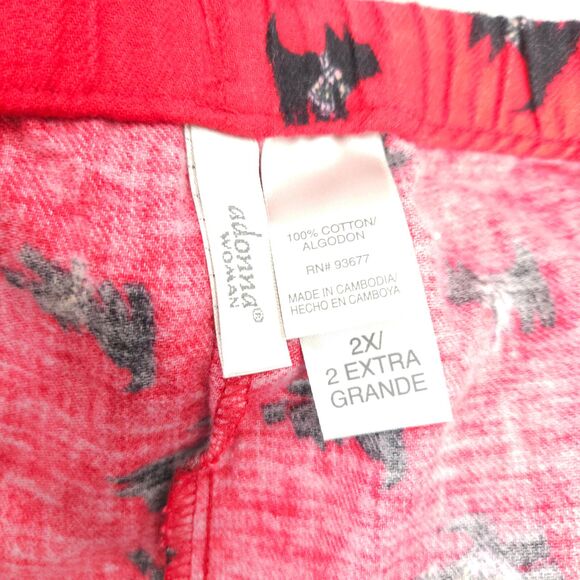 adonna®
WOMAN
100% COTTON/
ALGODON
RN# 93677
MADE IN CAMBODIA/
HECHO EN CAMBOYA
2X/
2 EXTRA
GRANDE